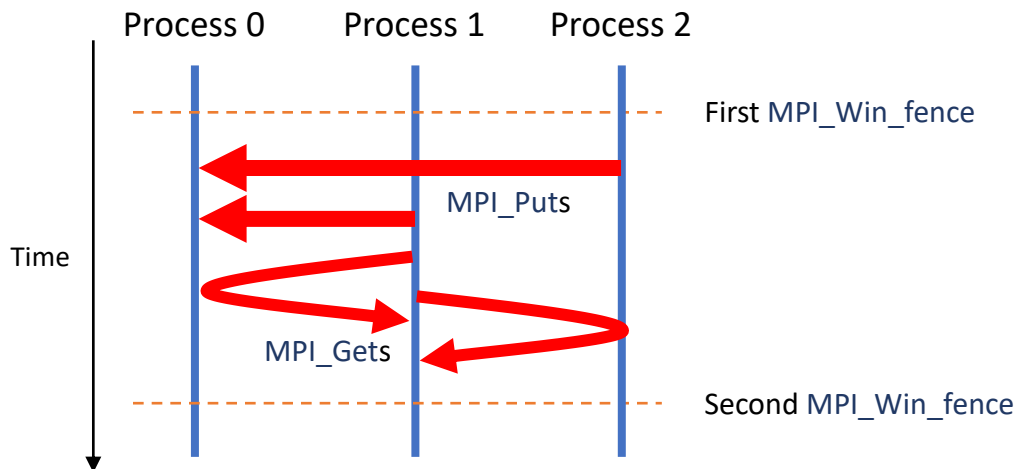 Process 0
Process 1
Process 2
First MPI_Win_fence
MPI_Puts
Time
MPI_Gets
Second MPI_Win_fence